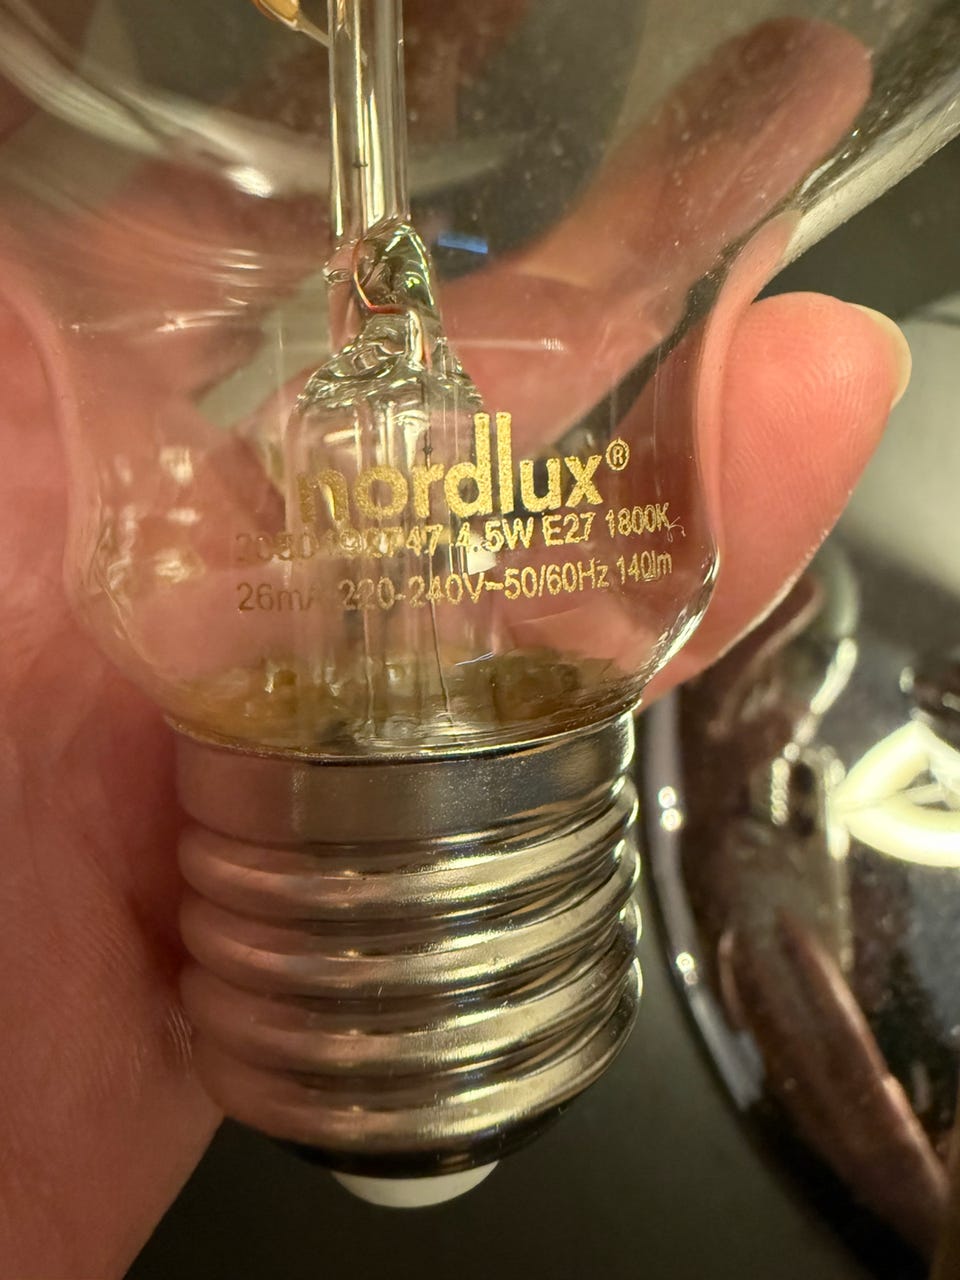 nordlux®
4.5W E27 1800K
26mA 220-240V~50/60Hz 140lm